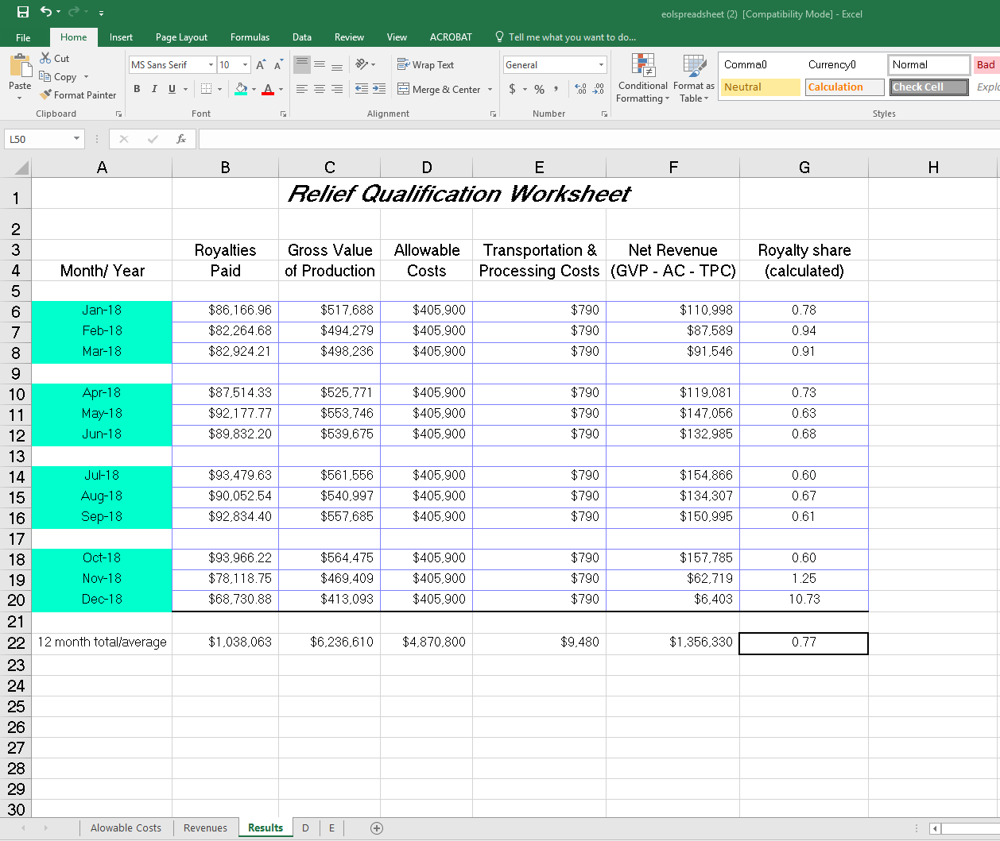 eolspreadsheet (2) [Compatibility Mode] - Excel
File Home Insert Page Layout Formulas Data Review View ACROBAT Tell me what you want to do...
Paste
Cut
Copy
Format Painter
Clipboard
MS Sans Serif 10 A A
B I U A
Font
Wrap Text
Merge & Center
Alignment
General
$ % , .00 .00
Number
Conditional Formatting
Format as Table
Comma0 Currency0 Normal Bad
Neutral Calculation Check Cell
Styles
L50 fx
A B C D E F G H
1 Relief Qualification Worksheet
2
3 Royalties Gross Value Allowable Transportation & Net Revenue Royalty share
4 Month/ Year Paid of Production Costs Processing Costs (GVP - AC - TPC) (calculated)
5
6 Jan-18 $86,166.96 $517,688 $405,900 $790 $110,998 0.78
7 Feb-18 $82,264.68 $494,279 $405,900 $790 $87,589 0.94
8 Mar-18 $82,924.21 $498,236 $405,900 $790 $91,546 0.91
9
10 Apr-18 $87,514.33 $525,771 $405,900 $790 $119,081 0.73
11 May-18 $92,177.77 $553,746 $405,900 $790 $147,056 0.63
12 Jun-18 $89,832.20 $539,675 $405,900 $790 $132,985 0.68
13
14 Jul-18 $93,479.63 $561,556 $405,900 $790 $154,866 0.60
15 Aug-18 $90,052.54 $540,997 $405,900 $790 $134,307 0.67
16 Sep-18 $92,834.40 $557,685 $405,900 $790 $150,995 0.61
17
18 Oct-18 $93,966.22 $564,475 $405,900 $790 $157,785 0.60
19 Nov-18 $78,118.75 $469,409 $405,900 $790 $62,719 1.25
20 Dec-18 $68,730.88 $413,093 $405,900 $790 $6,403 10.73
21
22 12 month total/average $1,038,063 $6,236,610 $4,870,800 $9,480 $1,356,330 0.77
23
24
25
26
27
28
29
30
Alowable Costs Revenues Results D E